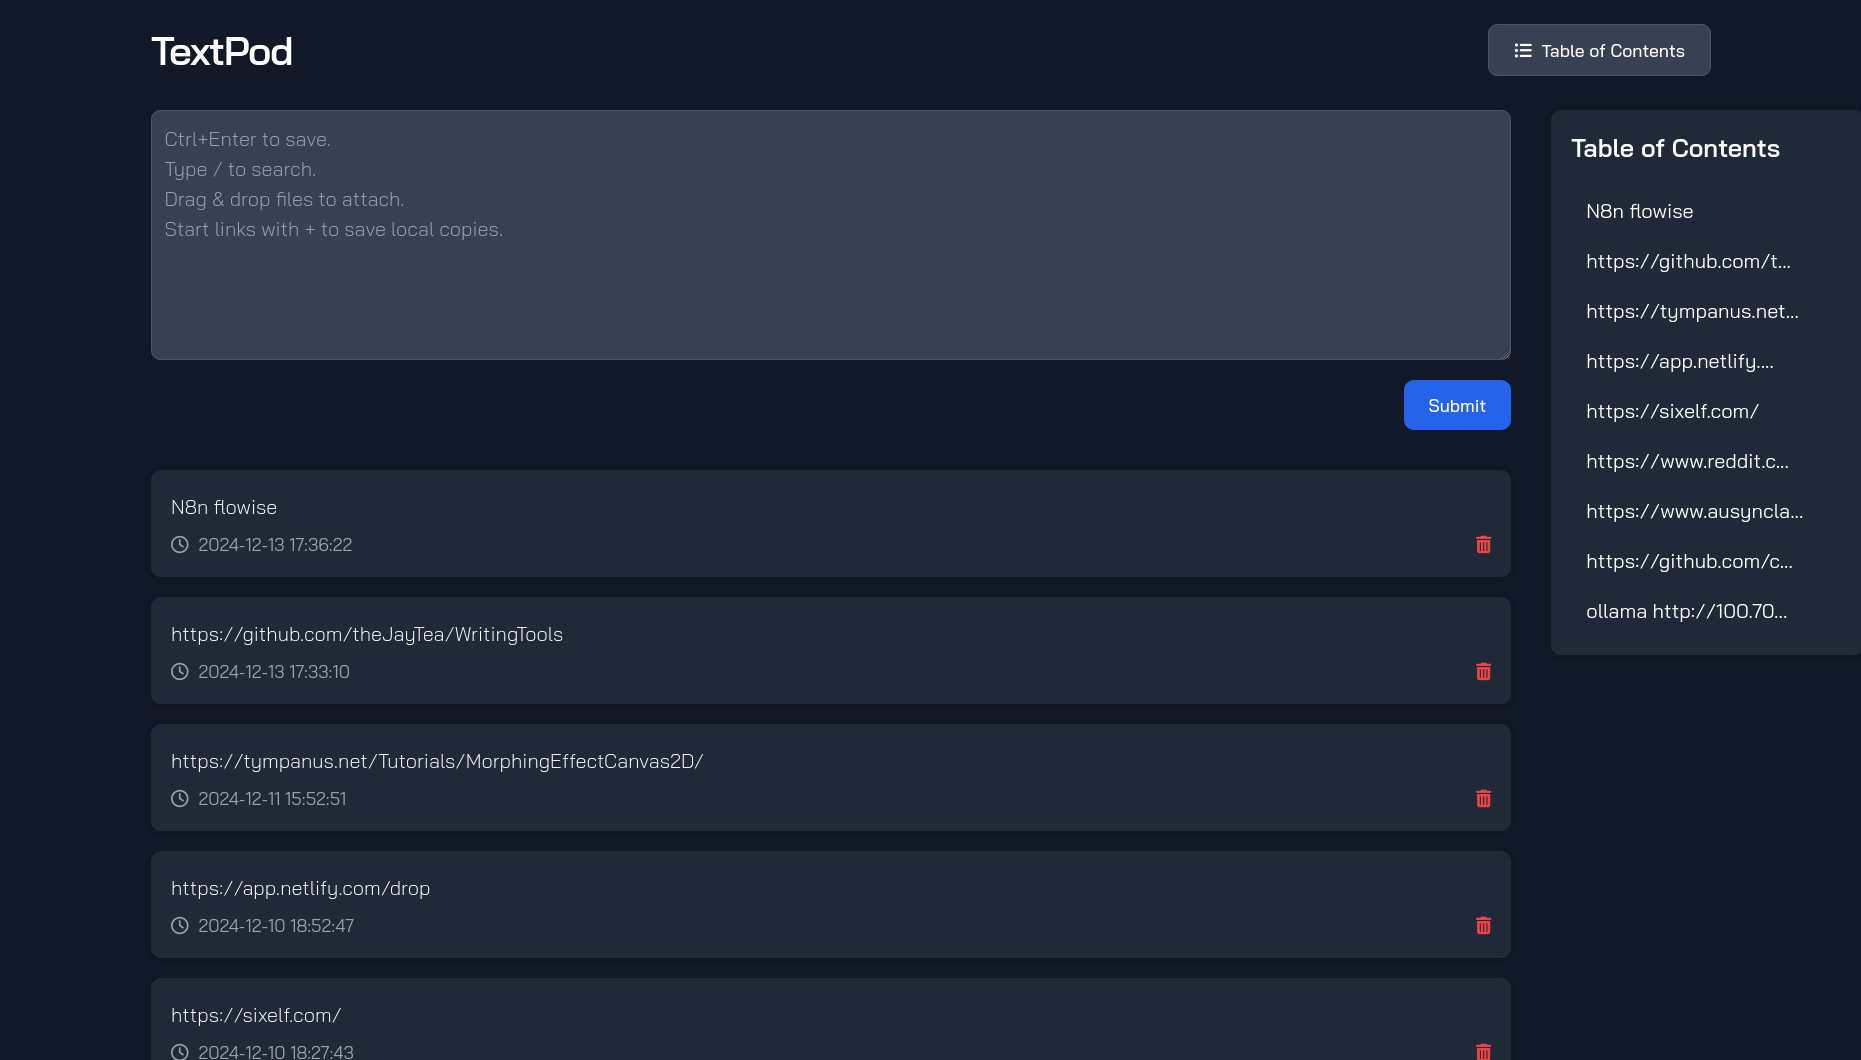 TextPod
Table of Contents
Ctrl+Enter to save.
Type / to search.
Drag & drop files to attach.
Start links with + to save local copies.
Submit
N8n flowise
2024-12-13 17:36:22
https://github.com/theJayTea/WritingTools
2024-12-13 17:33:10
https://tympanus.net/Tutorials/MorphingEffectCanvas2D/
2024-12-11 15:52:51
https://app.netlify.com/drop
2024-12-10 18:52:47
https://sixelf.com/
2024-12-10 18:27:43
Table of Contents
N8n flowise
https://github.com/t...
https://tympanus.net...
https://app.netlify....
https://sixelf.com/
https://www.reddit.c...
https://www.ausyncla...
https://github.com/c...
ollama http://100.70...